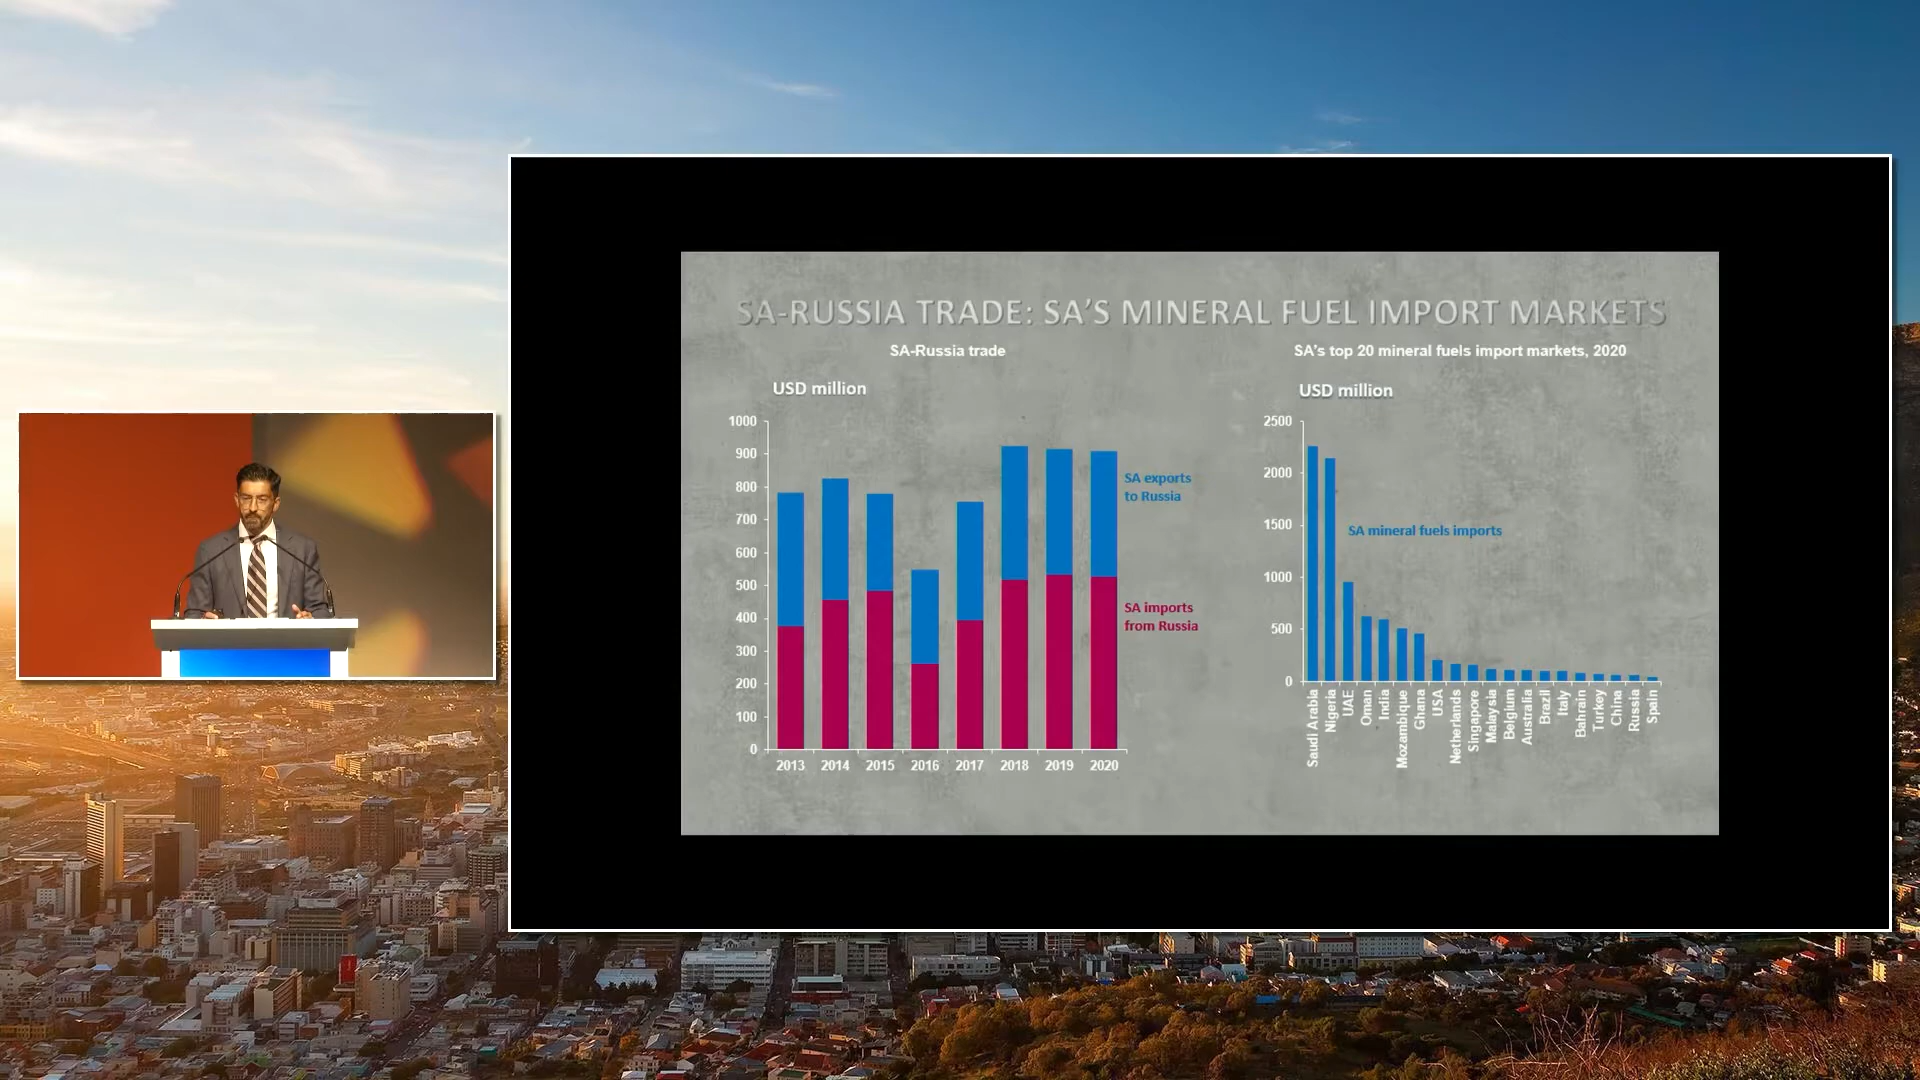 SA-RUSSIA TRADE: SA'S MINERAL FUEL IMPORT MARKETS
SA-Russia trade
USD million
1000
900
800
700
600
500
400
300
200
100
0
2013 2014 2015 2016 2017 2018 2019 2020
SA exports
to Russia
SA imports
from Russia
SA's top 20 mineral fuels import markets, 2020
USD million
2500
2000
1500
1000
500
0
SA mineral fuels imports
Saudi Arabia
Nigeria
UAE
Oman
India
Mozambique
Ghana
USA
Netherlands
Singapore
Malaysia
Belgium
Australia
Brazil
Italy
Bahrain
Turkey
China
Russia
Spain